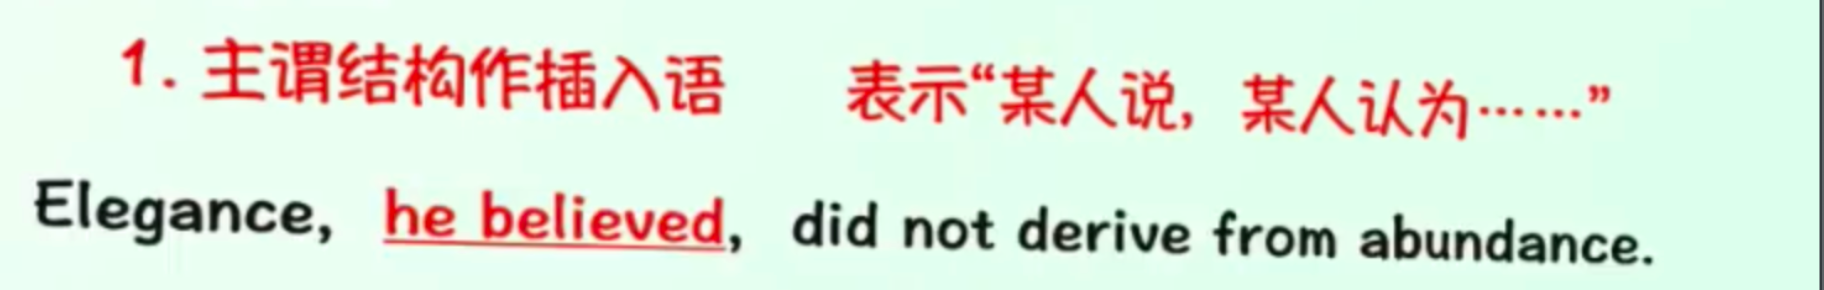 1. 主谓结构作插入语 表示“某人说, 某人认为……”
Elegance, he believed, did not derive from abundance.